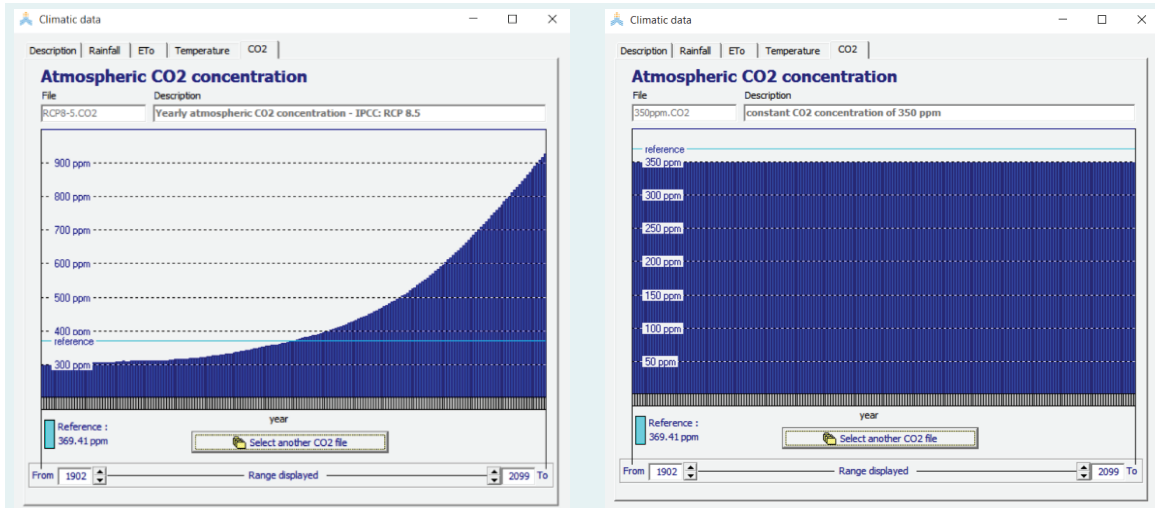 Climatic data
Description Rainfall ETo Temperature CO2
Atmospheric CO2 concentration
File Description
RCP8-5.CO2 Yearly atmospheric CO2 concentration - IPCC: RCP 8.5
900 ppm
800 ppm
700 ppm
600 ppm
500 ppm
400 ppm
reference
300 ppm
year
Reference :
369.41 ppm
Select another CO2 file
From 1902 Range displayed 2099 To
Climatic data
Description Rainfall ETo Temperature CO2
Atmospheric CO2 concentration
File Description
350ppm.CO2 constant CO2 concentration of 350 ppm
reference
350 ppm
300 ppm
250 ppm
200 ppm
150 ppm
100 ppm
50 ppm
year
Reference :
369.41 ppm
Select another CO2 file
From 1902 Range displayed 2099 To